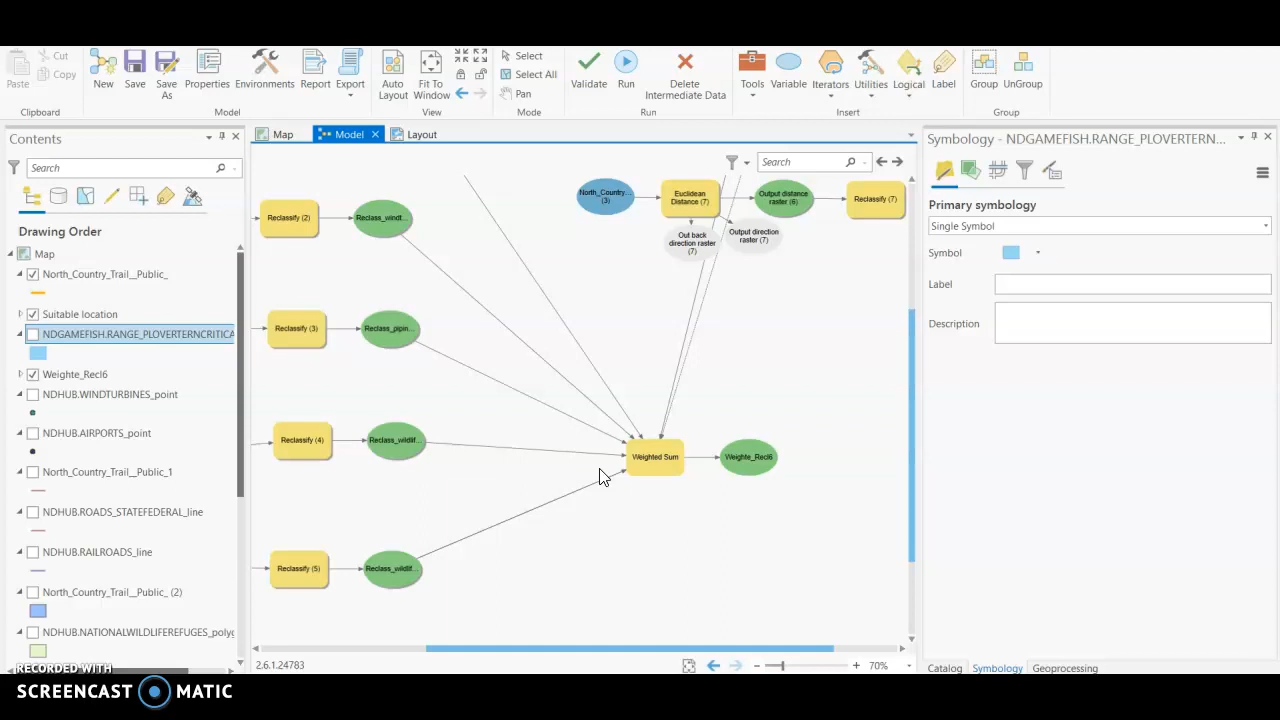 Paste
Cut
Copy
Clipboard
New
Save
Save As
Properties
Environments
Report
Export
Model
Auto Layout
Fit To Window
View
Select
Select All
Pan
Mode
Validate
Run
Delete Intermediate Data
Run
Tools
Variable
Iterators
Utilities
Logical
Label
Insert
Group
UnGroup
Group
Contents
Search
Drawing Order
Map
North_Country_Trail__Public_
Suitable location
NDGAMEFISH.RANGE_PLOVERTERNCRITICA
Weighte_Recl6
NDHUB.WINDTURBINES_point
NDHUB.AIRPORTS_point
North_Country_Trail__Public_1
NDHUB.ROADS_STATEFEDERAL_line
NDHUB.RAILROADS_line
North_Country_Trail__Public_ (2)
NDHUB.NATIONALWILDLIFEREFUGES_polyg
Map
Model
Layout
Search
North_Country...
(3)
Euclidean
Distance (7)
Output distance
raster (6)
Reclassify (7)
Out back
direction raster
(7)
Output direction
raster (7)
Reclassify (2)
Reclass_windt...
Reclassify (3)
Reclass_pipin...
Reclassify (4)
Reclass_wildlif...
Weighted Sum
Weighte_Recl6
Reclassify (5)
Reclass_wildlif...
2.6.1.24783
70%
Symbology - NDGAMEFISH.RANGE_PLOVERTERN...
Primary symbology
Single Symbol
Symbol
Label
Description
Catalog
Symbology
Geoprocessing
RECORDED WITH
SCREENCAST MATIC